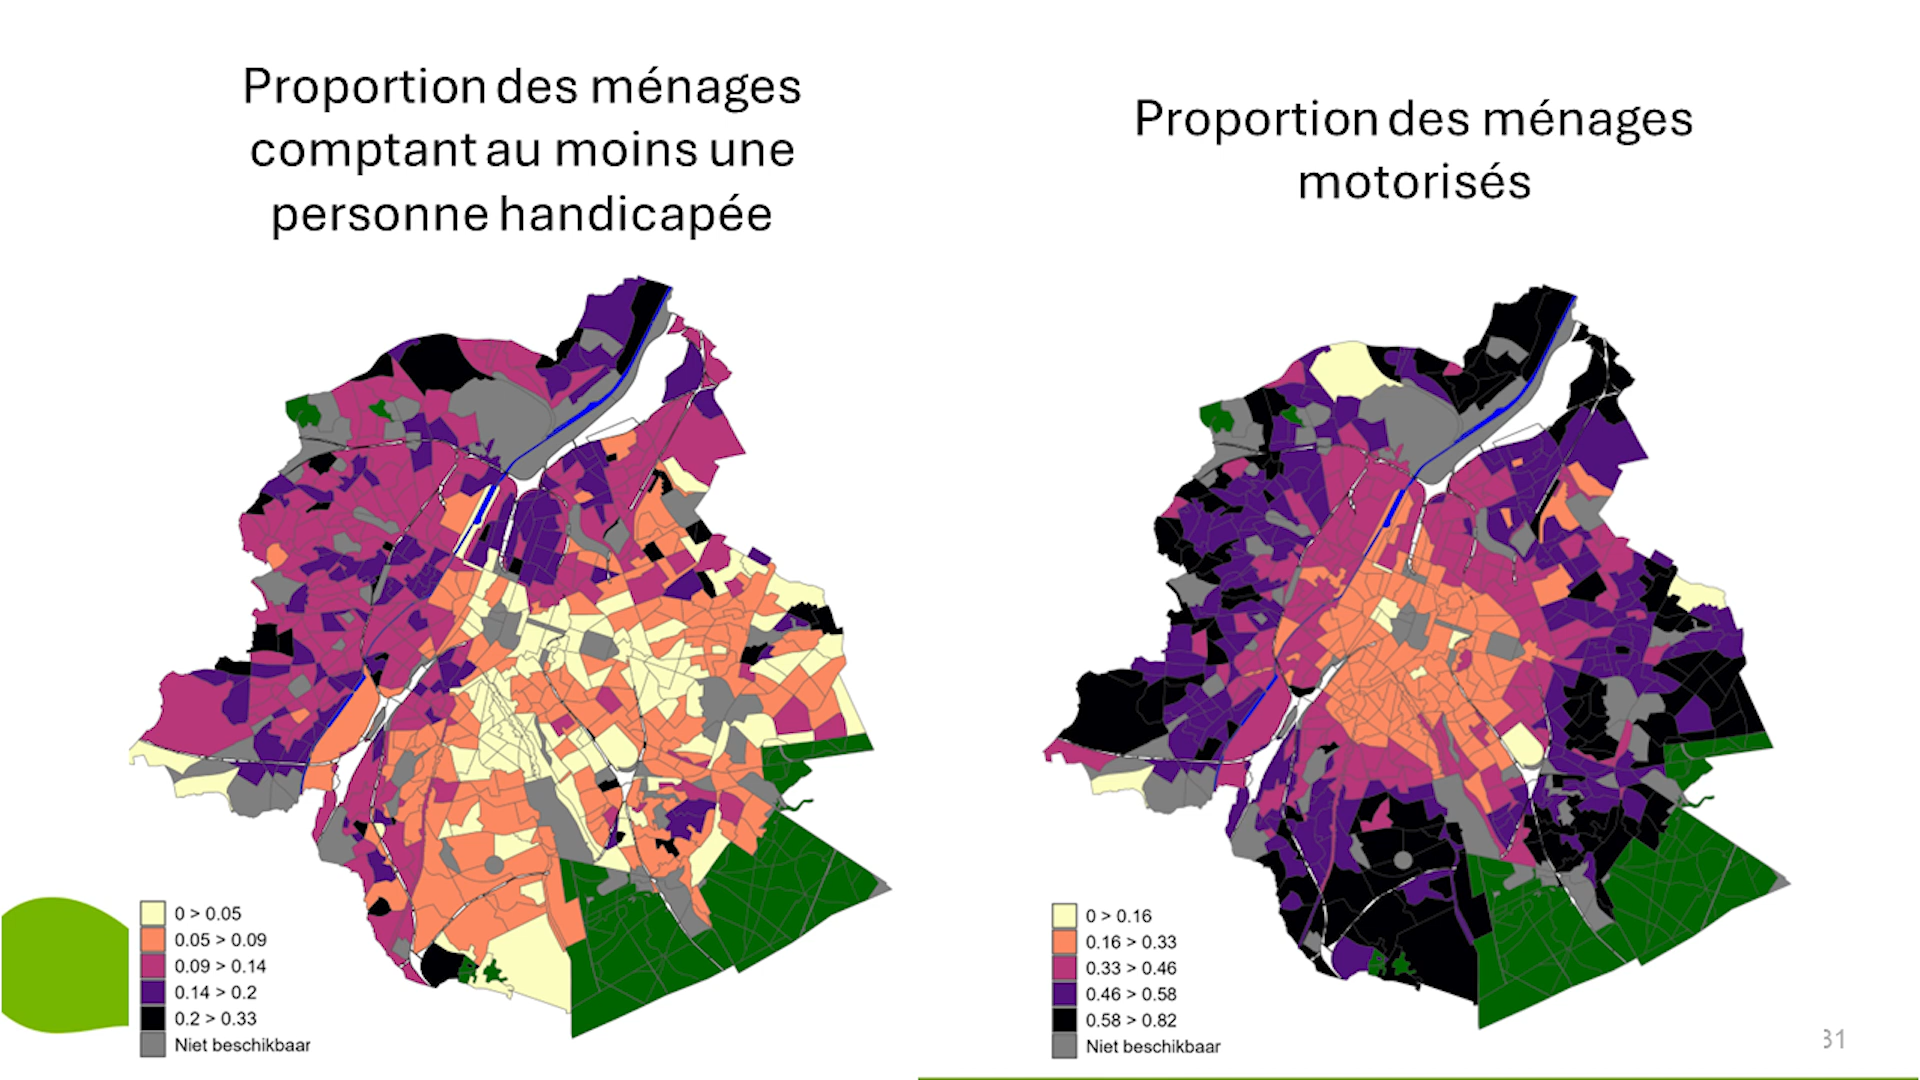 Proportion des ménages
comptant au moins une
personne handicapée
Proportion des ménages
motorisés
0 > 0.05
0.05 > 0.09
0.09 > 0.14
0.14 > 0.2
0.2 > 0.33
Niet beschikbaar
0 > 0.16
0.16 > 0.33
0.33 > 0.46
0.46 > 0.58
0.58 > 0.82
Niet beschikbaar
31